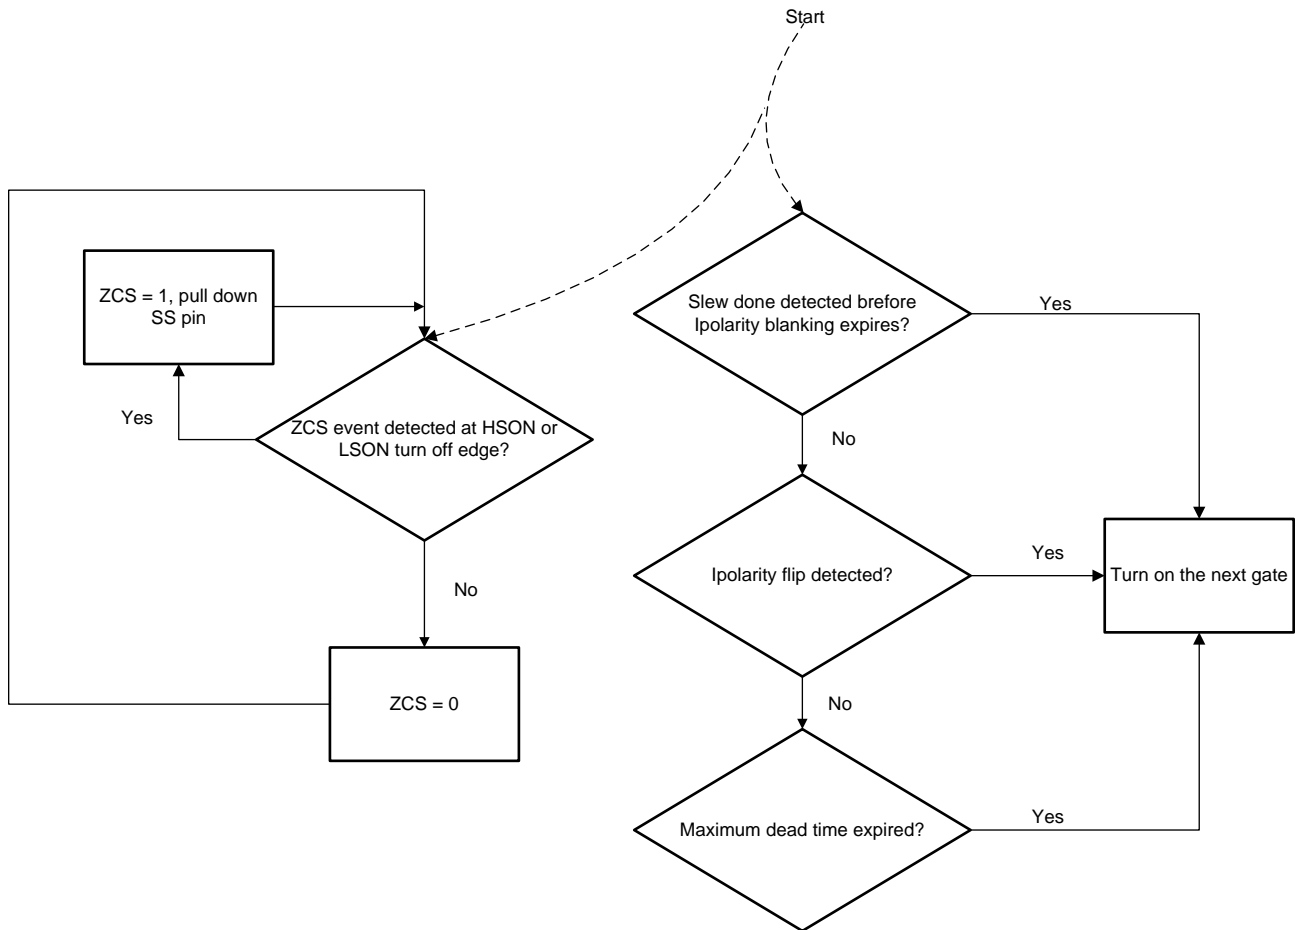 Start
ZCS = 1, pull down
SS pin
Slew done detected brefore
Ipolarity blanking expires?
Yes
Yes
ZCS event detected at HSON or
LSON turn off edge?
No
Ipolarity flip detected?
Yes
Turn on the next gate
No
ZCS = 0
No
Maximum dead time expired?
Yes